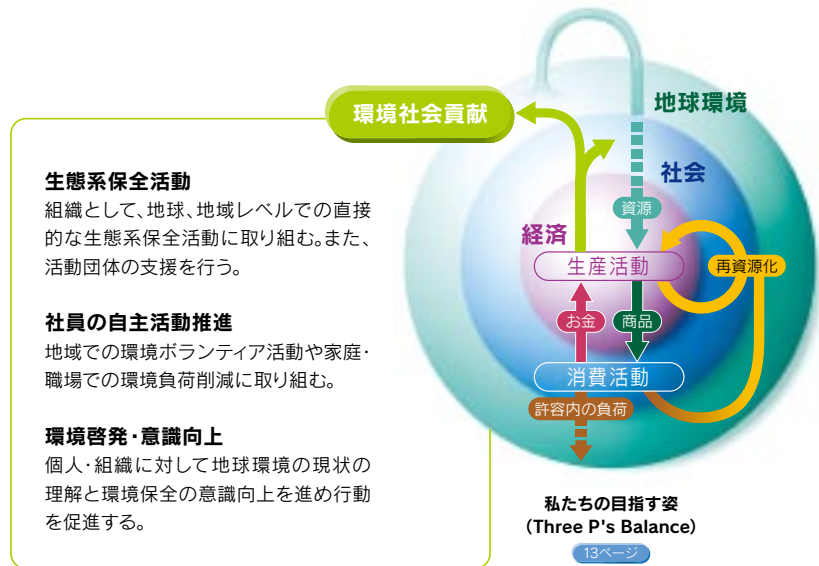 環境社会貢献
生態系保全活動
組織として、地球、地域レベルでの直接
的な生態系保全活動に取り組む。また、
活動団体の支援を行う。
社員の自主活動推進
地域での環境ボランティア活動や家庭・
職場での環境負荷削減に取り組む。
環境啓発・意識向上
個人・組織に対して地球環境の現状の
理解と環境保全の意識向上を進め行動
を促進する。
地球環境
社会
資源
経済
生産活動
再資源化
お金
商品
消費活動
許容内の負荷
私たちの目指す姿
(Three P's Balance)
13ページ